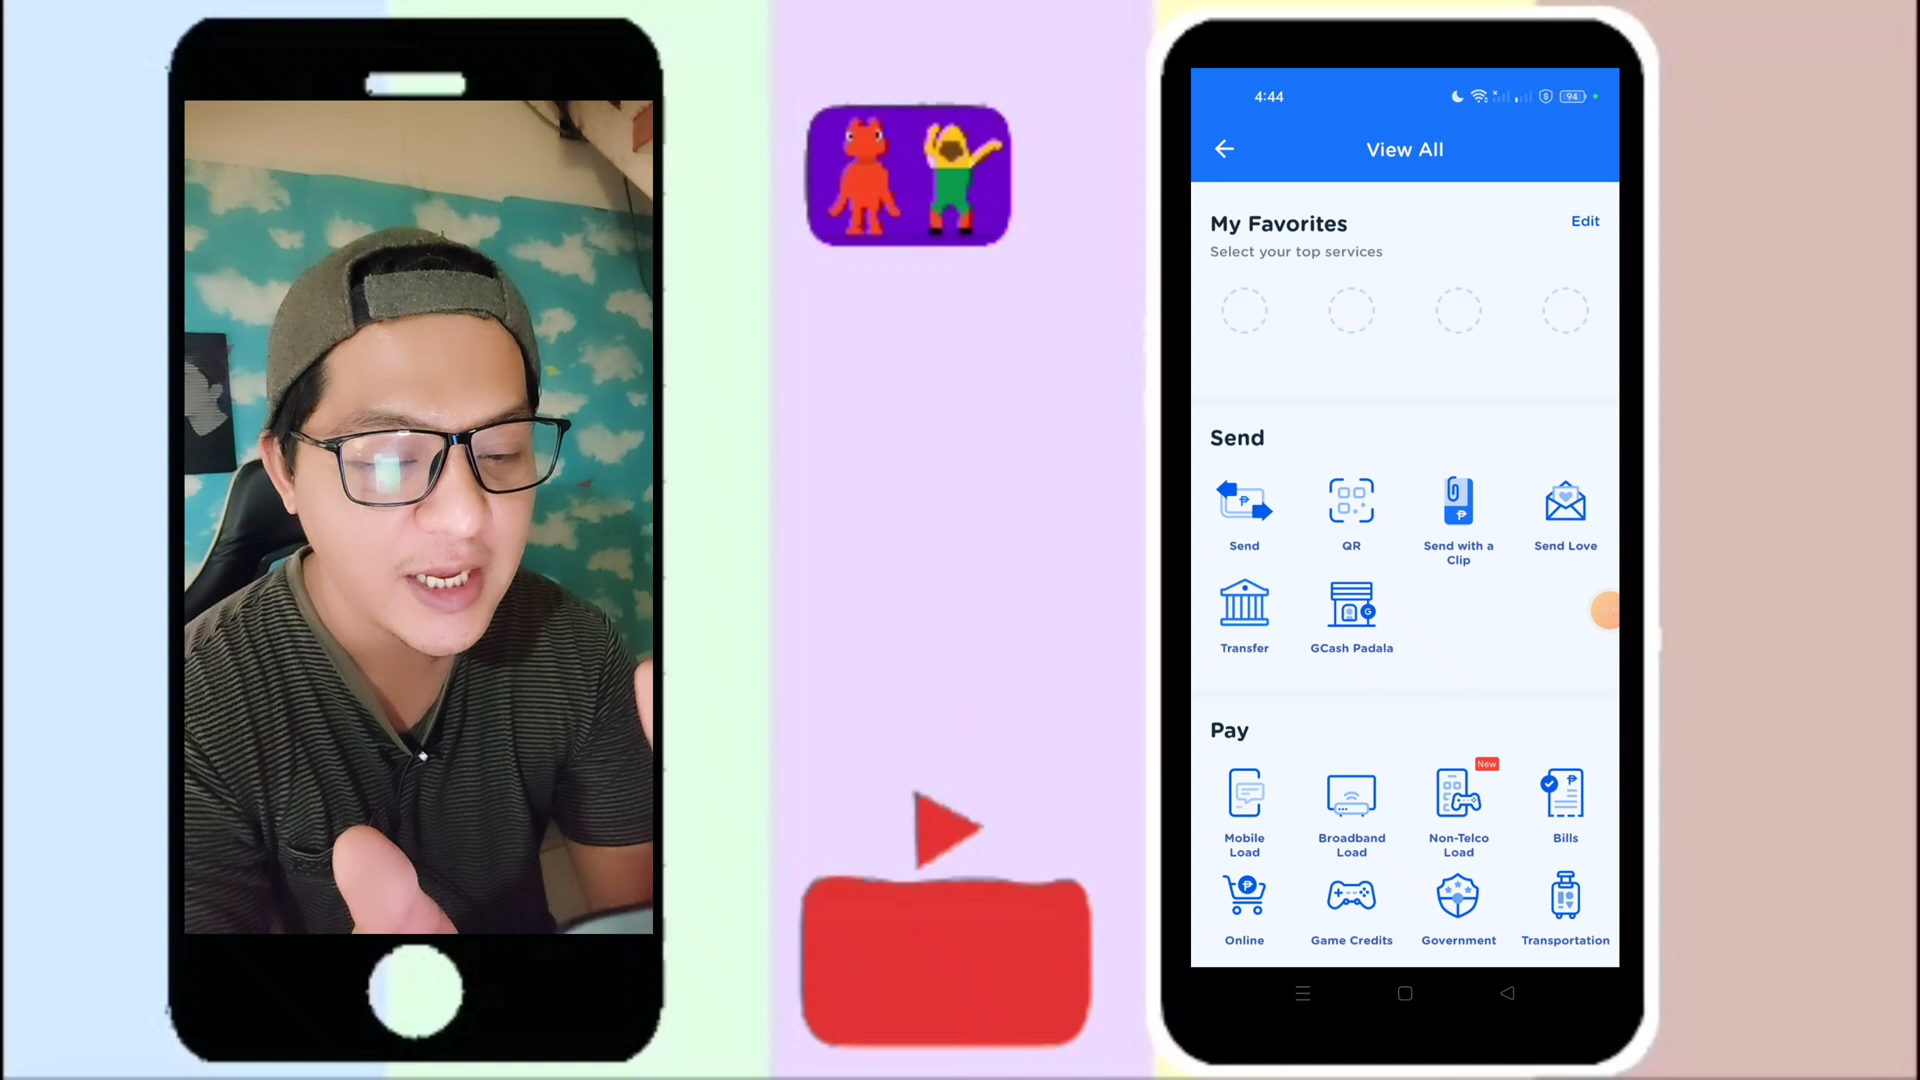 4:44
94
View All
My Favorites
Edit
Select your top services
Send
Send
QR
Send with a
Clip
Send Love
Transfer
GCash Padala
Pay
New
Mobile
Load
Broadband
Load
Non-Telco
Load
Bills
Online
Game Credits
Government
Transportation